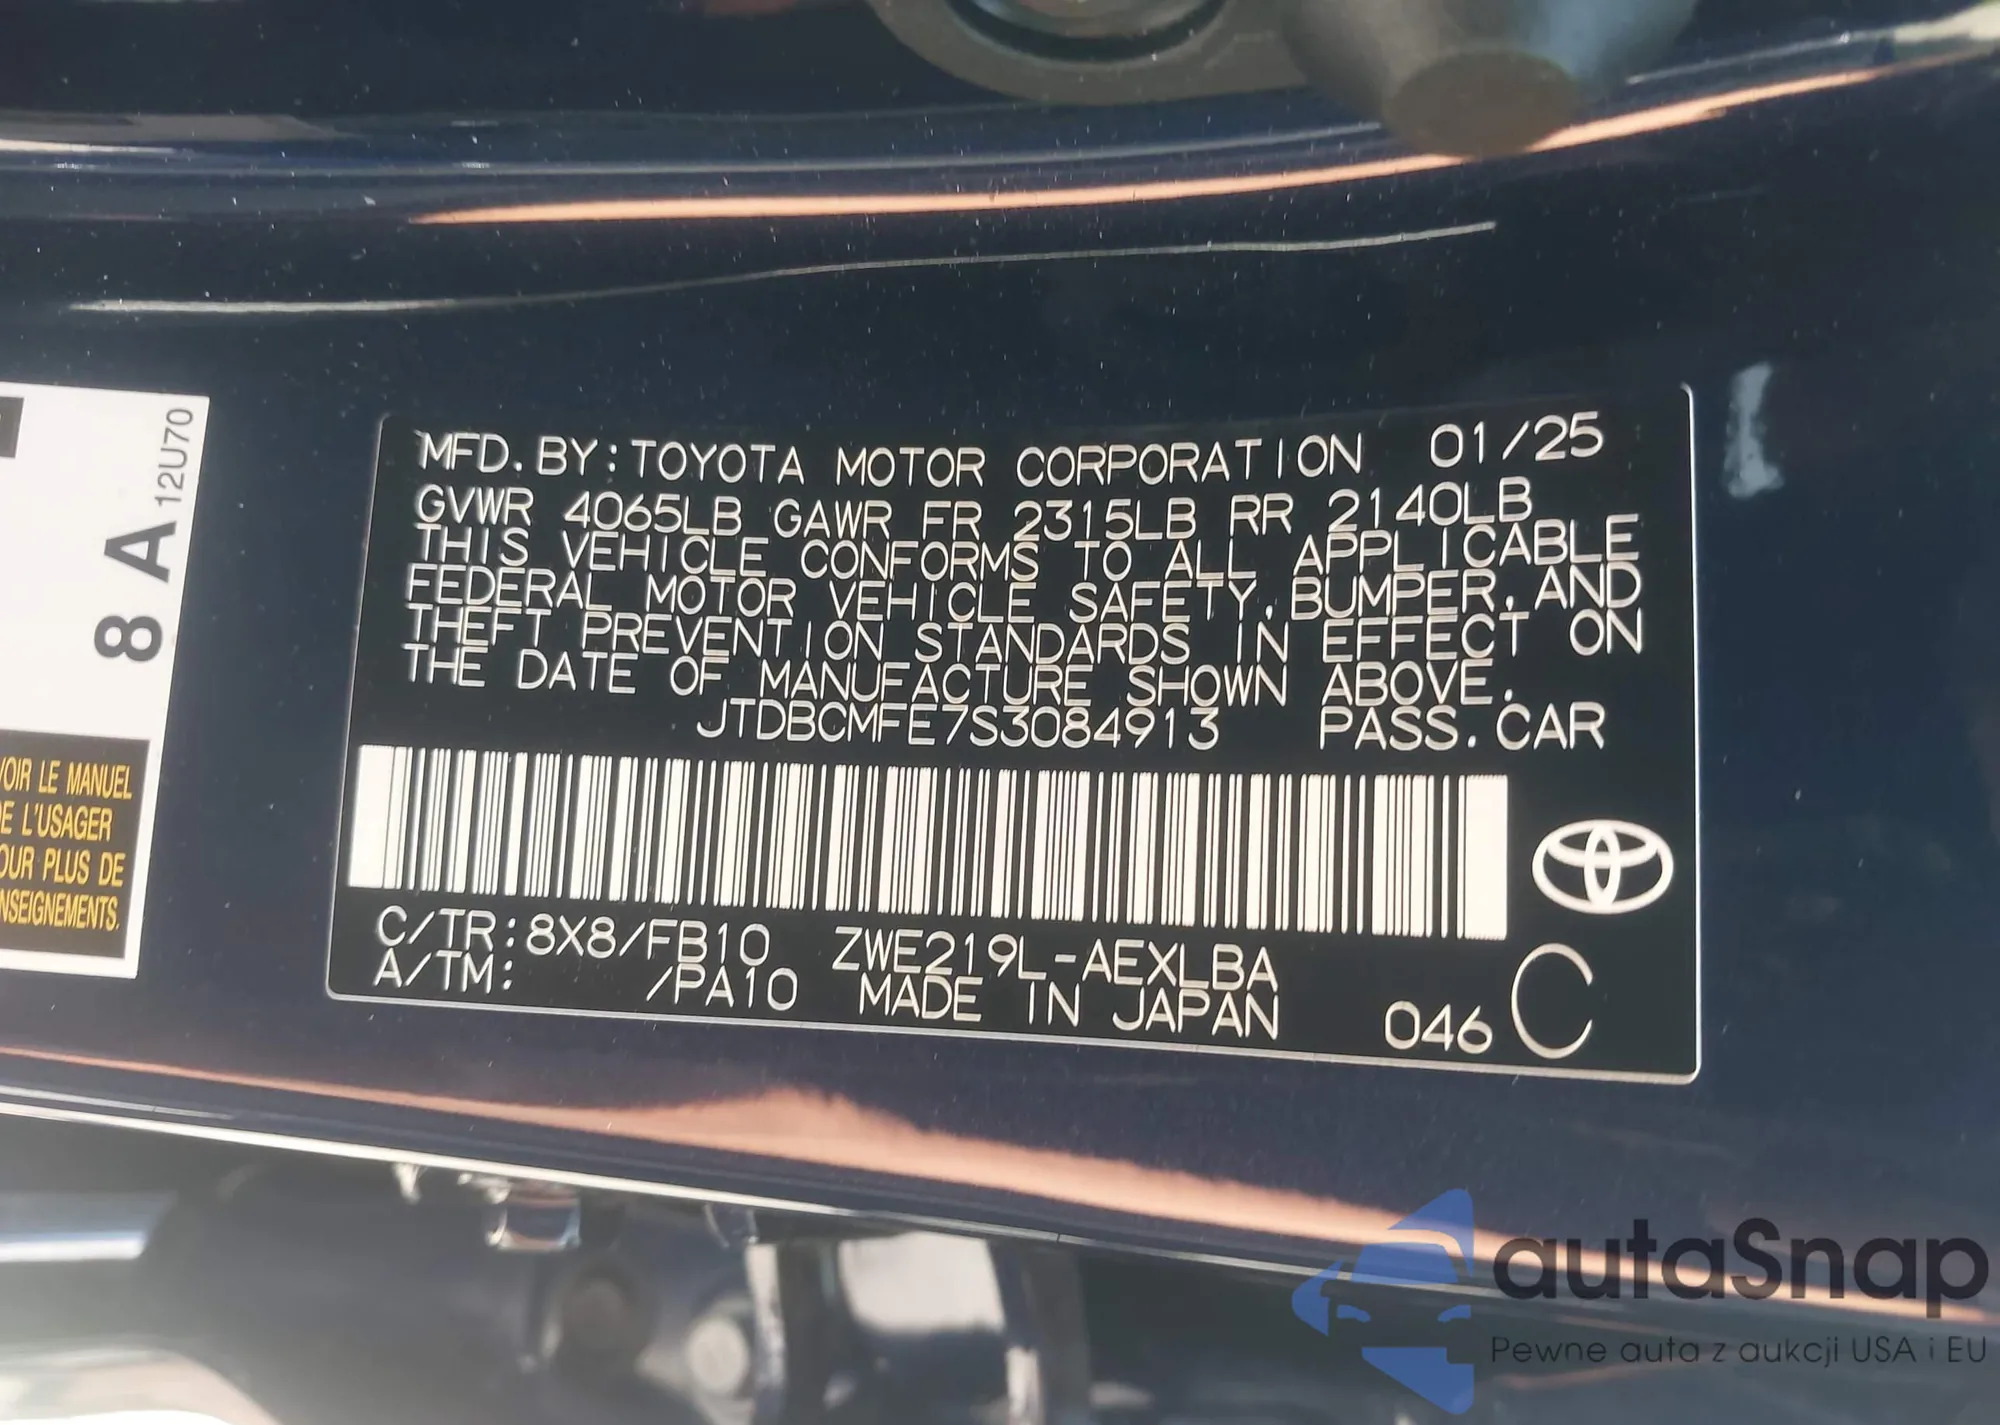 12U70
8 A
VOIR LE MANUEL
DE L'USAGER
POUR PLUS DE
MFD. BY: TOYOTA MOTOR CORPORATION 01/25
GVWR 4065LB GAWR FR 2315LB RR 2140LB
THIS VEHICLE CONFORMS TO ALL APPLICABLE
FEDERAL MOTOR VEHICLE SAFETY, BUMPER, AND
THEFT PREVENTION STANDARDS IN EFFECT ON
THE DATE OF MANUFACTURE SHOWN ABOVE.
JTDBCMFE7S3084913 PASS. CAR
C/TR: 8X8/FB10 ZWE219L-AEXLBA
A/TM: /PA10 MADE IN JAPAN 046 C
autaSnap
Pewne auta z aukcji USA i EU